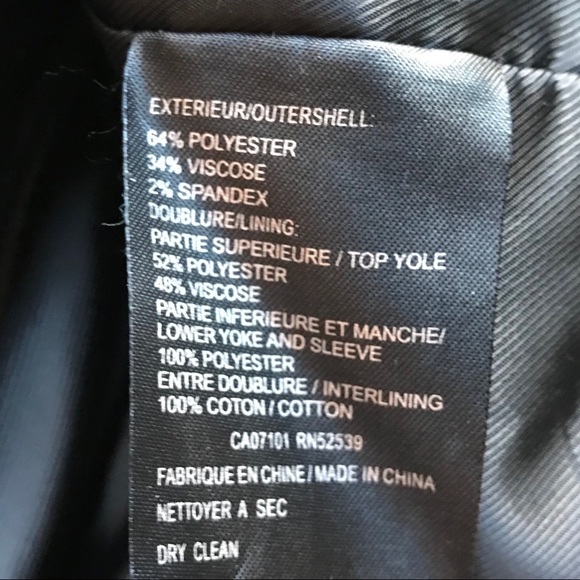 EXTERIEUR/OUTERSHELL:
64% POLYESTER
34% VISCOSE
2% SPANDEX
DOUBLURE/LINING:
PARTIE SUPERIEURE / TOP YOLE
52% POLYESTER
48% VISCOSE
PARTIE INFERIEURE ET MANCHE/
LOWER YOKE AND SLEEVE
100% POLYESTER
ENTRE DOUBLURE / INTERLINING
100% COTON / COTTON
CA07101 RN52539
FABRIQUE EN CHINE / MADE IN CHINA
NETTOYER A SEC
DRY CLEAN